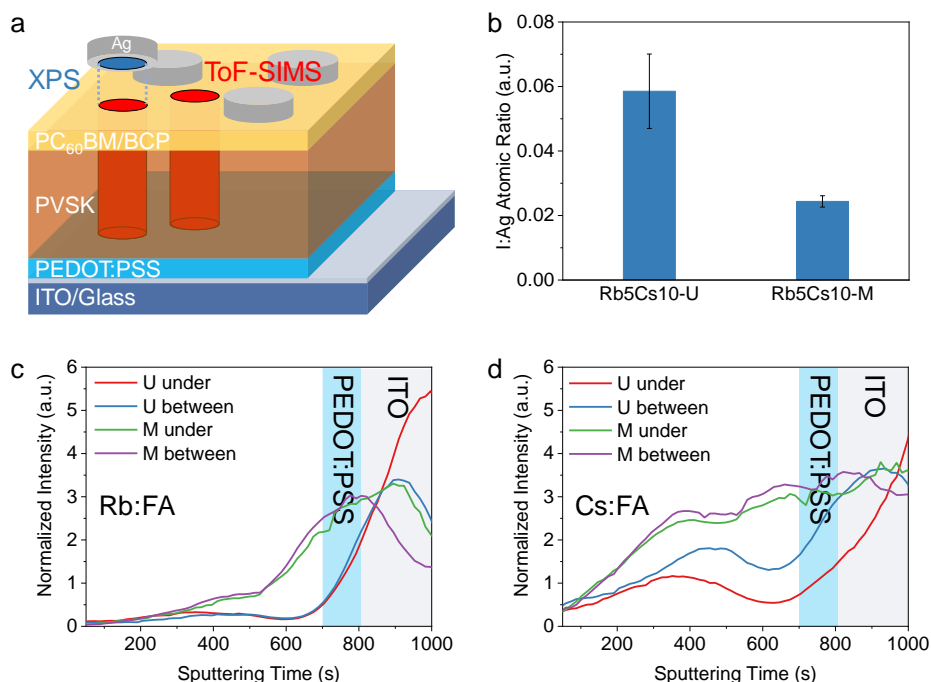 a
Ag
XPS
ToF-SIMS
PC60BM/BCP
PVSK
PEDOT:PSS
ITO/Glass
b
I:Ag Atomic Ratio (a.u.)
0.08
0.06
0.04
0.02
0.00
Rb5Cs10-U
Rb5Cs10-M
c
Normalized Intensity (a.u.)
6
5
4
3
2
1
0
U under
U between
M under
M between
Rb:FA
PEDOT:PSS
ITO
200
400
600
800
1000
Sputtering Time (s)
d
Normalized Intensity (a.u.)
6
5
4
3
2
1
0
U under
U between
M under
M between
Cs:FA
PEDOT:PSS
ITO
200
400
600
800
1000
Sputtering Time (s)